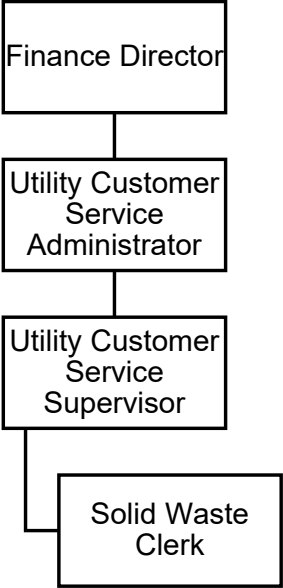 Finance Director
Utility Customer
Service
Administrator
Utility Customer
Service
Supervisor
Solid Waste
Clerk